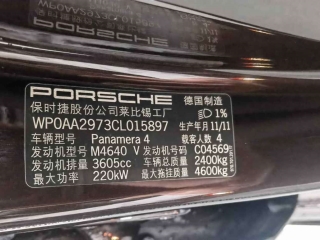 PORSCHE 德国制造
保时捷股份公司莱比锡工厂 1%
WP0AA2973CL015897 生产年月 11/11
车辆型号 Panamera 4 载客人数 4
发动机型号 M4640 V 发动机号码 C04569
发动机排量 3605cc 车辆总质量 2400kg
最大功率 220kW 最大拖挂质量 4600kg